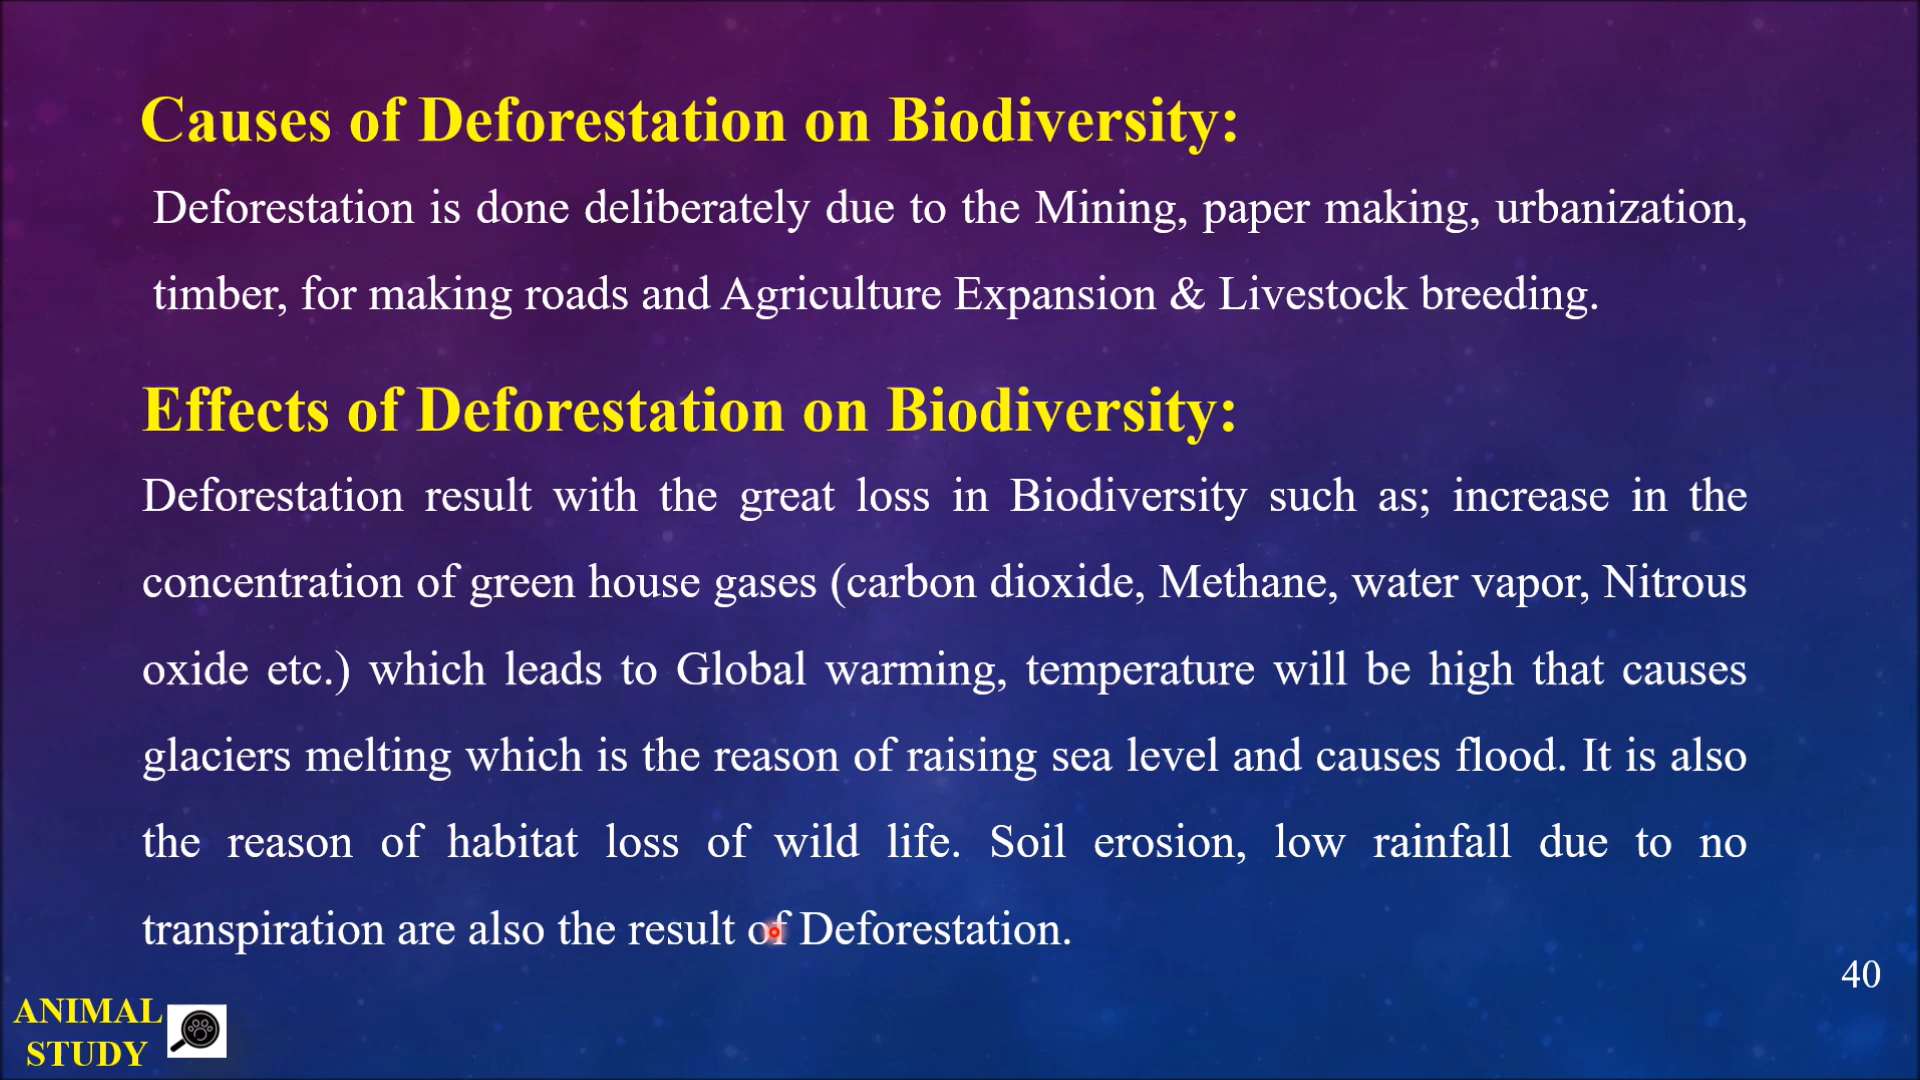 Causes of Deforestation on Biodiversity:
Deforestation is done deliberately due to the Mining, paper making, urbanization,
timber, for making roads and Agriculture Expansion & Livestock breeding.
Effects of Deforestation on Biodiversity:
Deforestation result with the great loss in Biodiversity such as; increase in the
concentration of green house gases (carbon dioxide, Methane, water vapor, Nitrous
oxide etc.) which leads to Global warming, temperature will be high that causes
glaciers melting which is the reason of raising sea level and causes flood. It is also
the reason of habitat loss of wild life. Soil erosion, low rainfall due to no
transpiration are also the result of Deforestation.
40
ANIMAL
STUDY